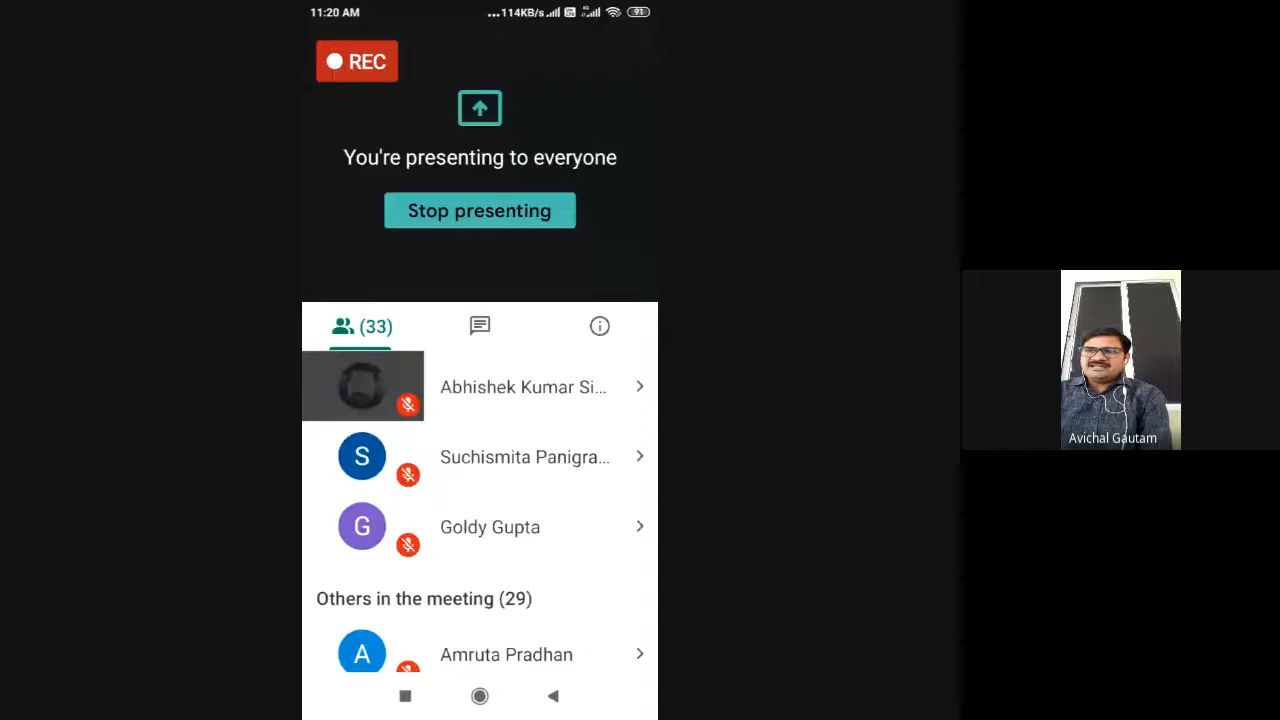 11:20 AM
...114KB/s
91
REC
You're presenting to everyone
Stop presenting
(33)
Abhishek Kumar Si...
S
Suchismita Panigra...
G
Goldy Gupta
Others in the meeting (29)
A
Amruta Pradhan
Avichal Gautam